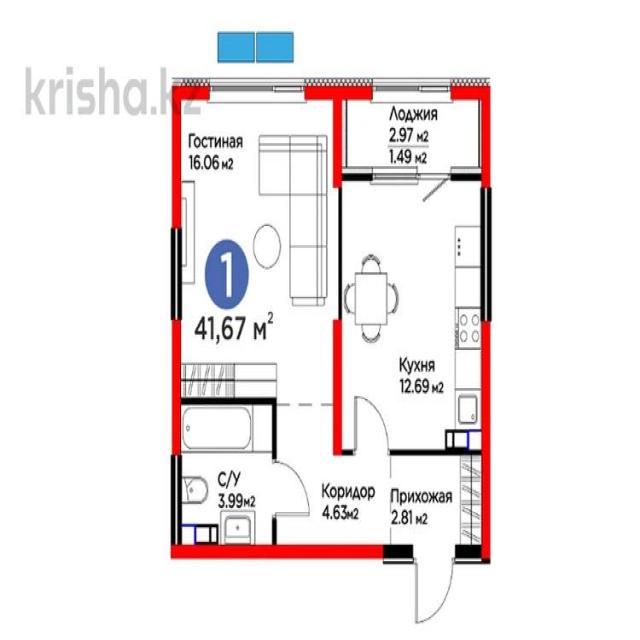 krisha.kz
Лоджия
2.97 м2
1.49 м2
Гостиная
16.06 м2
1
41,67 м2
Кухня
12.69 м2
С/У
3.99м2
Коридор
4.63м2
Прихожая
2.81 м2